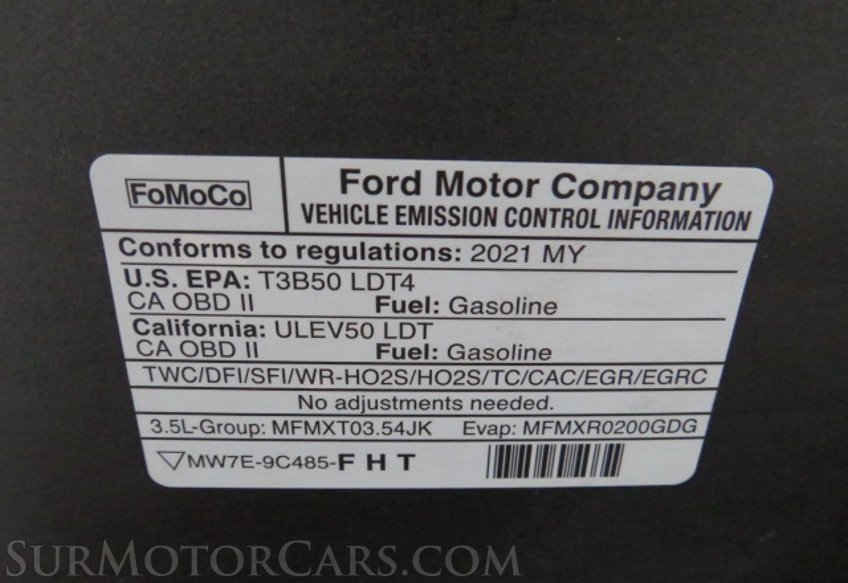 FoMoCo
Ford Motor Company
VEHICLE EMISSION CONTROL INFORMATION
Conforms to regulations: 2021 MY
U.S. EPA: T3B50 LDT4
CA OBD II Fuel: Gasoline
California: ULEV50 LDT
CA OBD II Fuel: Gasoline
TWC/DFI/SFI/WR-HO2S/HO2S/TC/CAC/EGR/EGRC
No adjustments needed.
3.5L-Group: MFMXT03.54JK Evap: MFMXR0200GDG
▽MW7E-9C485-F H T
SURMOTORCARS.COM